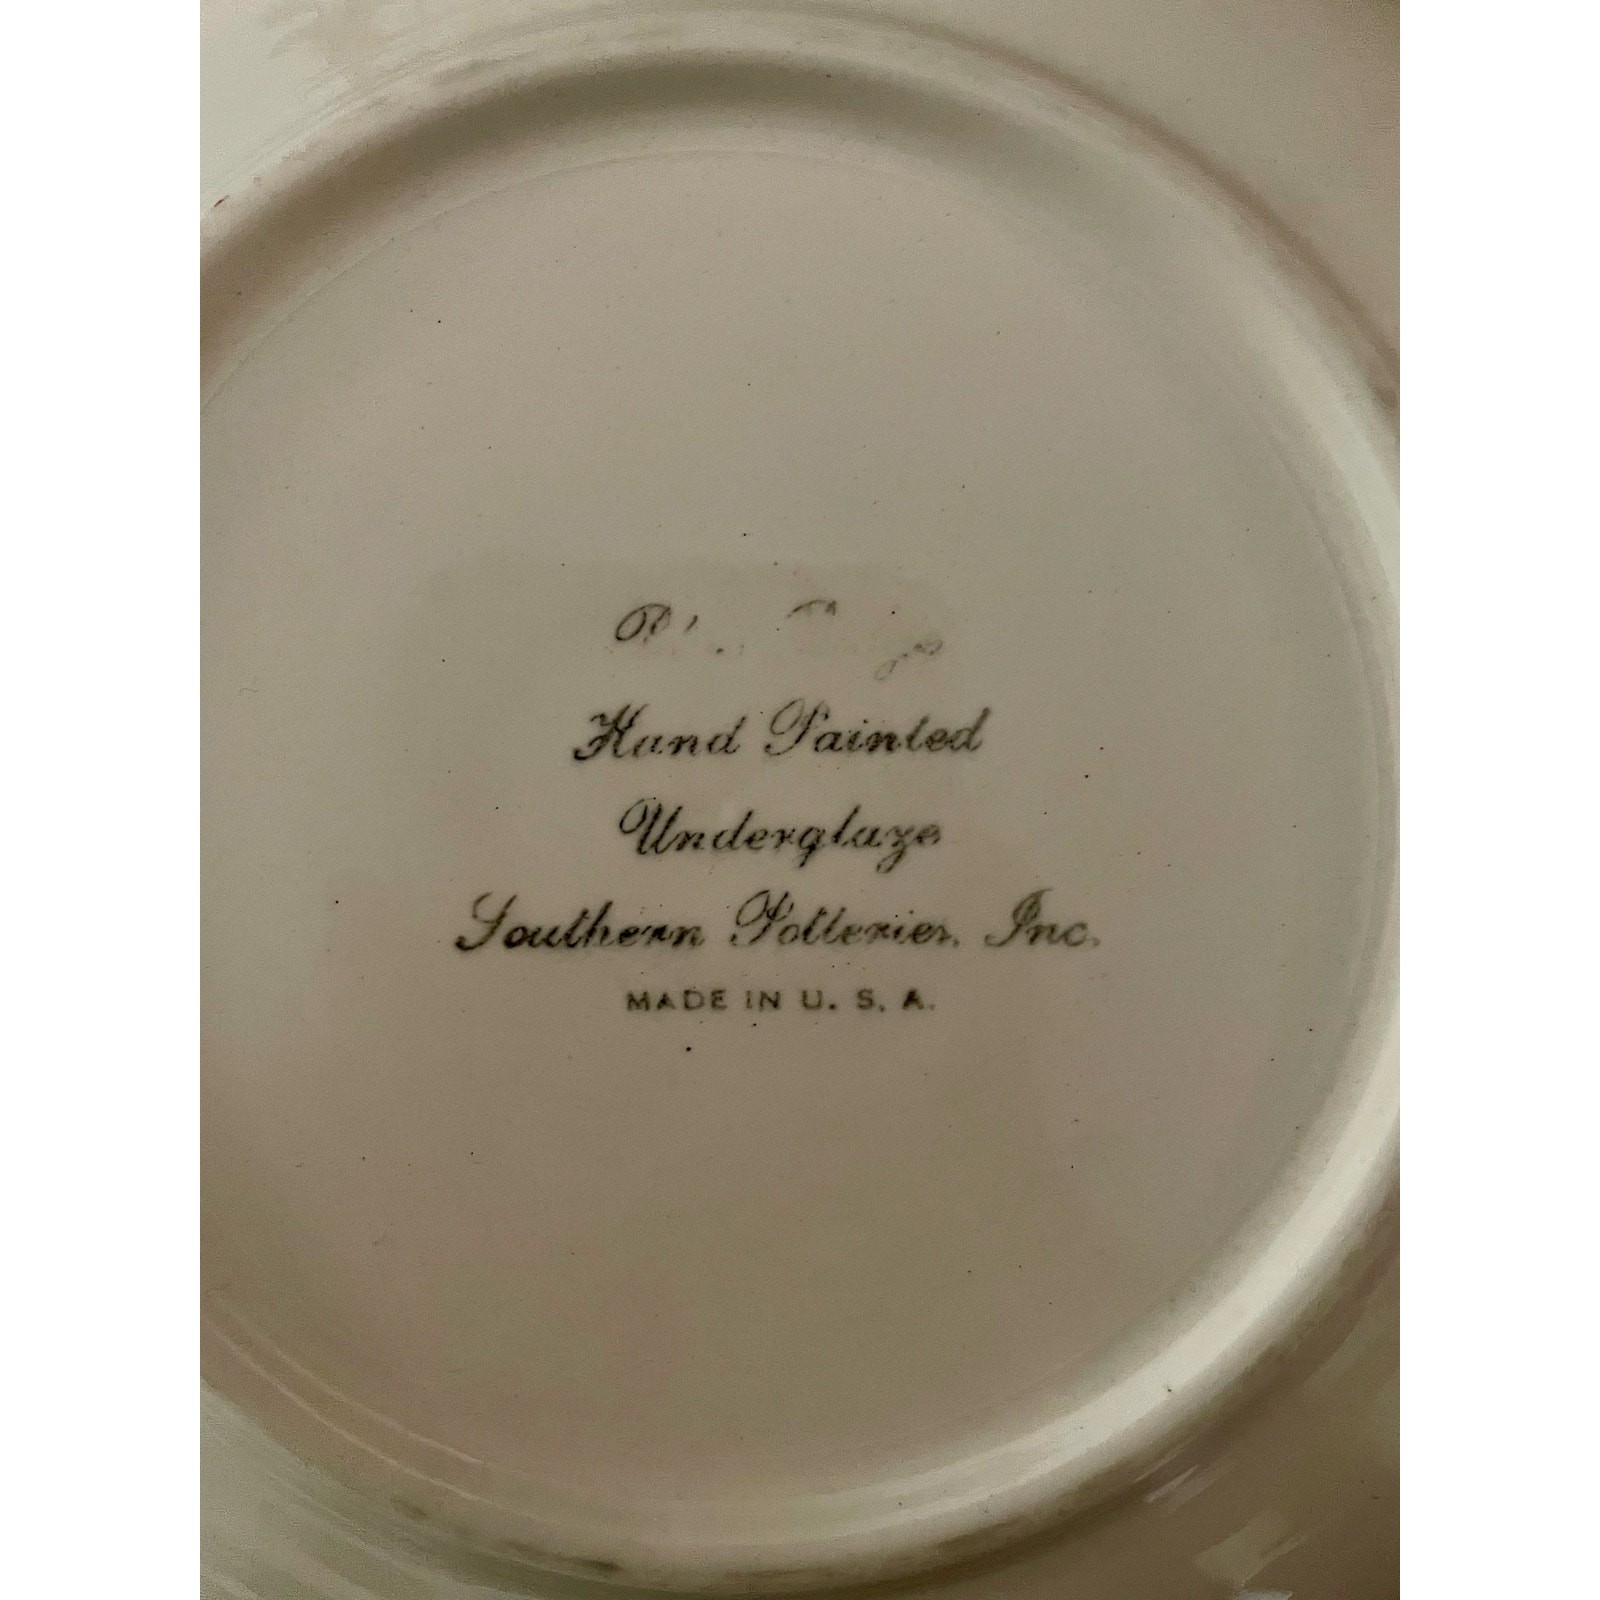 Hand Painted
Underglaze
Southern Potteries, Inc.
MADE IN U. S. A.